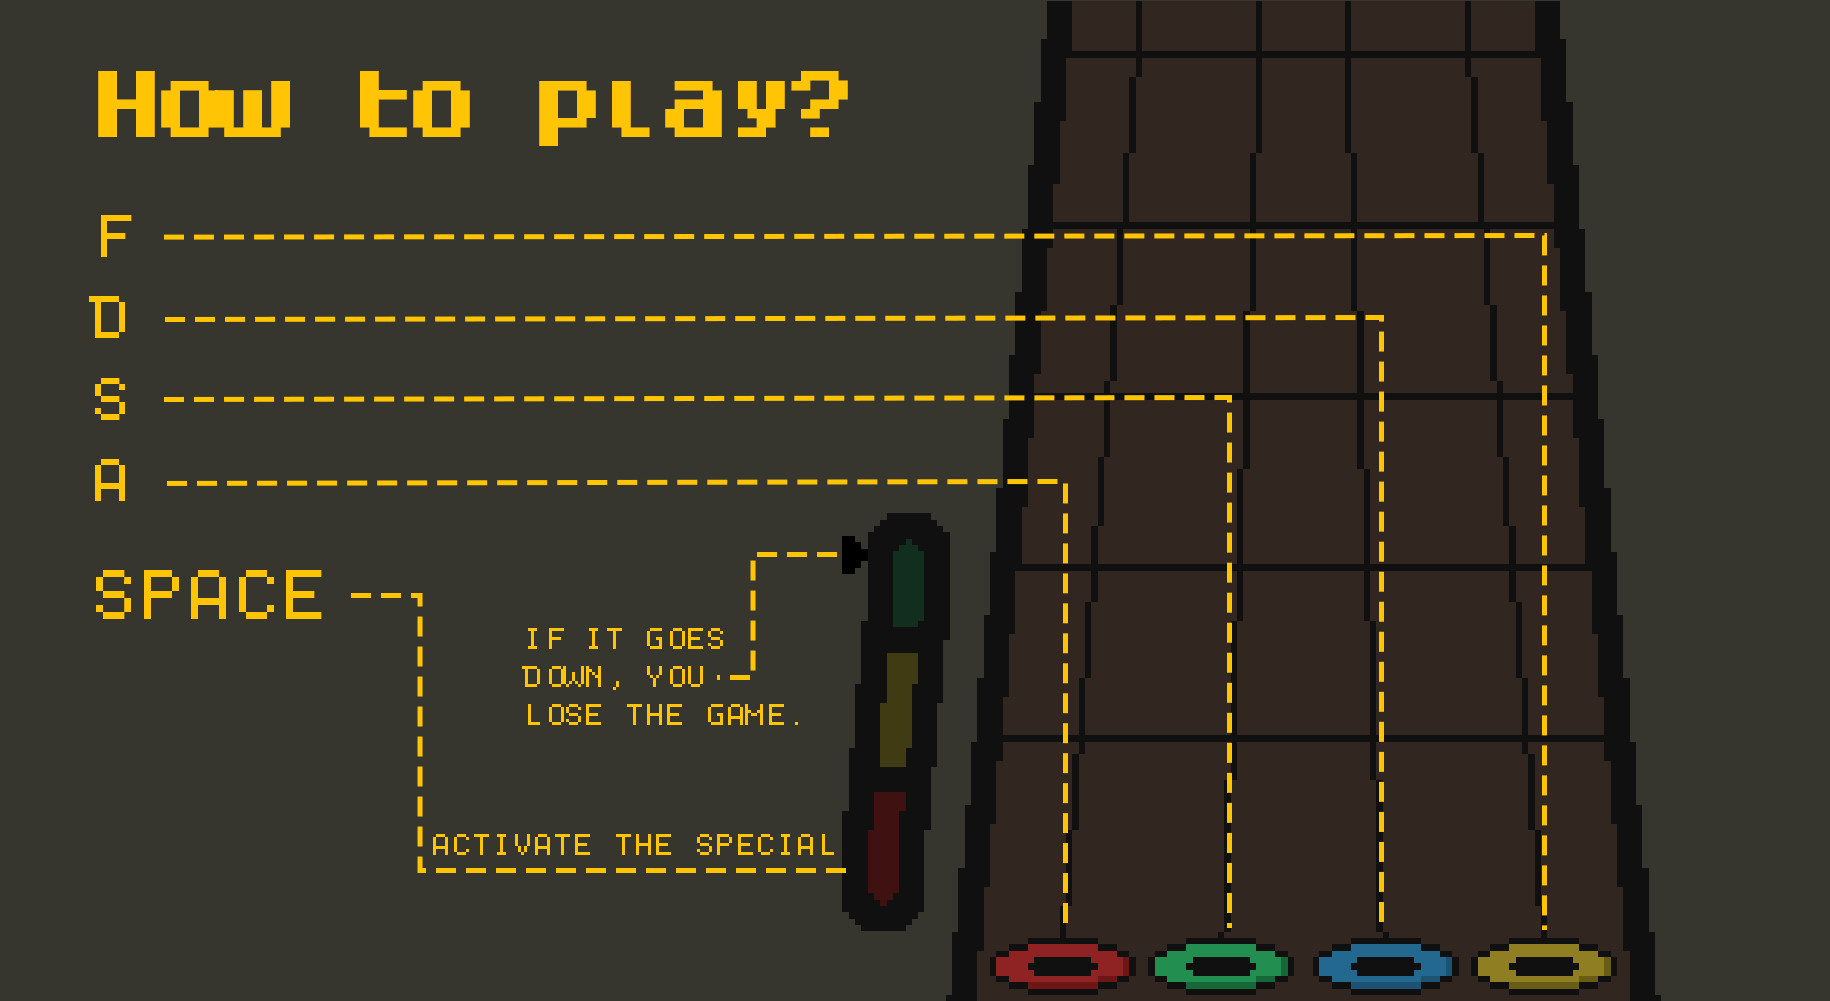 How to play?
F
D
S
A
SPACE
IF IT GOES
DOWN, YOU
LOSE THE GAME.
ACTIVATE THE SPECIAL